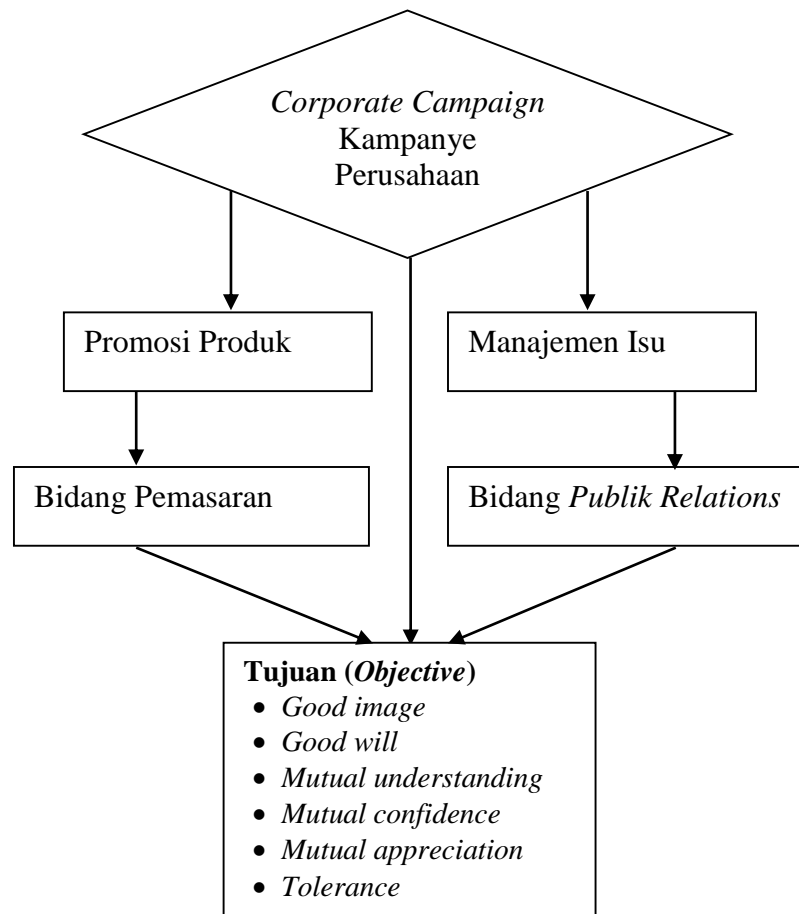 Corporate Campaign
Kampanye
Perusahaan
Promosi Produk
Manajemen Isu
Bidang Pemasaran
Bidang Publik Relations
Tujuan (Objective)
• Good image
• Good will
• Mutual understanding
• Mutual confidence
• Mutual appreciation
• Tolerance